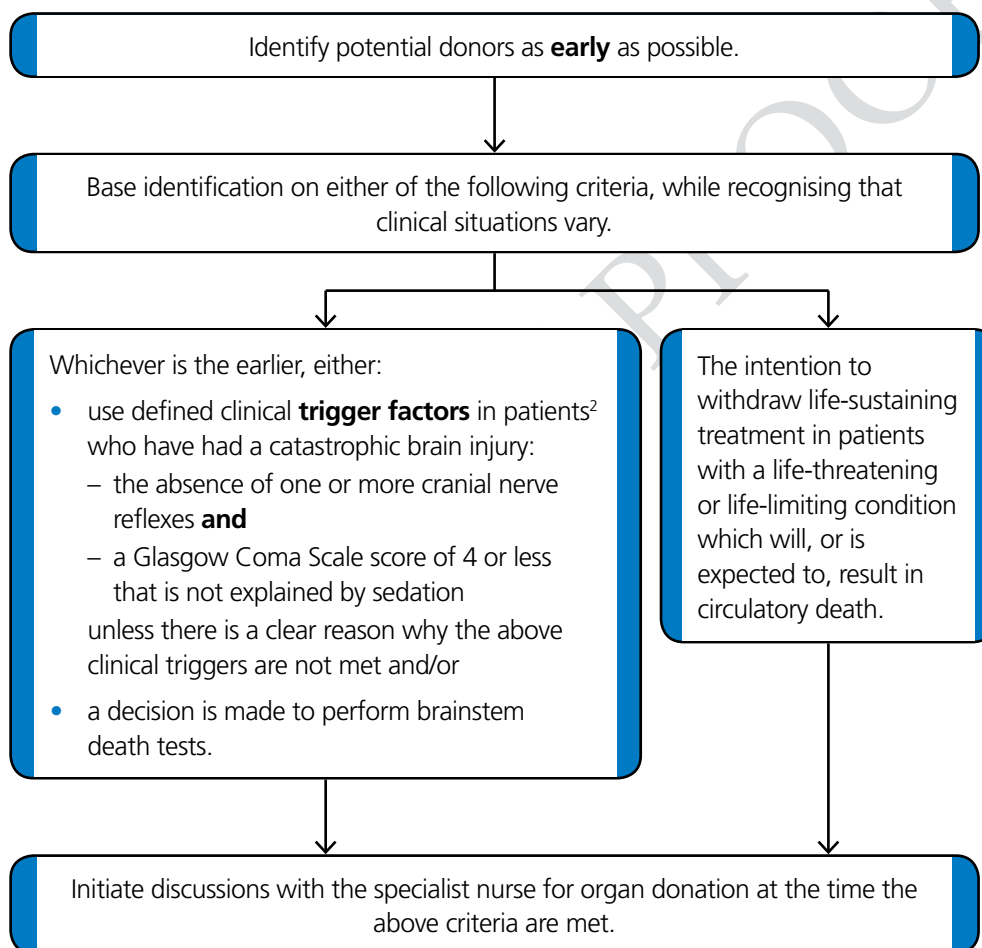 Identify potential donors as early as possible.
Base identification on either of the following criteria, while recognising that
clinical situations vary.
Whichever is the earlier, either:
• use defined clinical trigger factors in patients2
who have had a catastrophic brain injury:
– the absence of one or more cranial nerve
reflexes and
– a Glasgow Coma Scale score of 4 or less
that is not explained by sedation
unless there is a clear reason why the above
clinical triggers are not met and/or
• a decision is made to perform brainstem
death tests.
The intention to
withdraw life-sustaining
treatment in patients
with a life-threatening
or life-limiting condition
which will, or is
expected to, result in
circulatory death.
Initiate discussions with the specialist nurse for organ donation at the time the
above criteria are met.